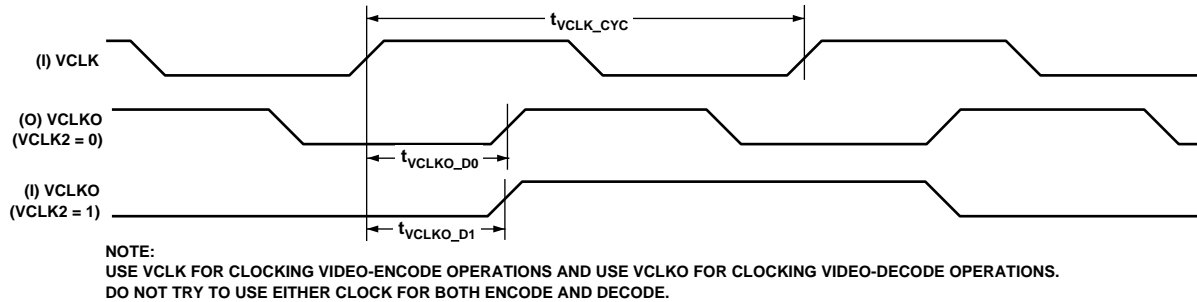 tVCLK_CYC
(I) VCLK
(O) VCLKO
(VCLK2 = 0)
tVCLKO_D0
(I) VCLKO
(VCLK2 = 1)
tVCLKO_D1
NOTE:
USE VCLK FOR CLOCKING VIDEO-ENCODE OPERATIONS AND USE VCLKO FOR CLOCKING VIDEO-DECODE OPERATIONS.
DO NOT TRY TO USE EITHER CLOCK FOR BOTH ENCODE AND DECODE.